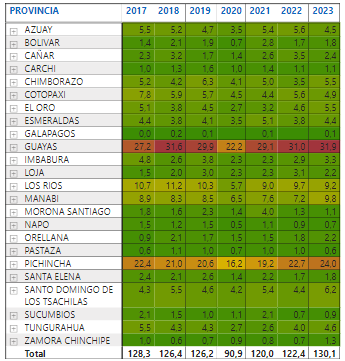 PROVINCIA 2017 2018 2019 2020 2021 2022 2023
AZUAY 5,5 5,2 4,7 3,5 5,4 5,6 4,5
BOLIVAR 1,4 2,1 1,9 0,7 2,8 1,7 1,8
CAÑAR 2,3 3,2 1,7 1,4 2,6 3,5 2,4
CARCHI 1,0 1,3 1,6 1,0 1,4 1,1 1,1
CHIMBORAZO 5,2 4,2 6,3 4,1 5,0 3,5 5,5
COTOPAXI 7,8 5,9 5,7 4,5 4,4 5,6 4,9
EL ORO 5,1 3,8 4,5 2,7 3,2 4,6 5,5
ESMERALDAS 4,4 3,8 4,1 3,5 5,1 3,8 4,4
GALAPAGOS 0,0 0,2 0,1 0,1 0,1
GUAYAS 27,2 31,6 29,9 22,2 29,1 31,0 31,9
IMBABURA 4,8 2,6 3,8 2,3 2,3 2,9 3,3
LOJA 1,5 2,0 3,0 2,3 2,3 3,1 2,2
LOS RIOS 10,7 11,2 10,3 5,7 9,0 9,7 9,2
MANABI 8,9 8,3 8,5 6,5 7,6 7,2 9,8
MORONA SANTIAGO 1,8 1,6 2,3 1,4 4,0 1,3 1,1
NAPO 1,5 1,2 1,5 0,5 1,1 0,9 0,7
ORELLANA 0,9 2,1 1,7 1,5 1,5 1,8 2,2
PASTAZA 0,6 1,1 1,0 0,7 1,0 1,0 0,6
PICHINCHA 22,4 21,0 20,6 16,2 19,2 22,7 24,0
SANTA ELENA 2,4 2,1 2,6 1,4 2,2 1,7 1,8
SANTO DOMINGO DE 4,3 5,5 4,6 4,2 5,4 4,4 6,2
LOS TSACHILAS
SUCUMBIOS 2,1 1,5 1,0 1,1 2,1 0,7 0,9
TUNGURAHUA 5,5 4,3 4,3 2,7 2,6 4,0 4,6
ZAMORA CHINCHIPE 1,0 0,6 0,7 0,9 0,8 0,7 1,3
Total 128,3 126,4 126,2 90,9 120,0 122,4 130,1